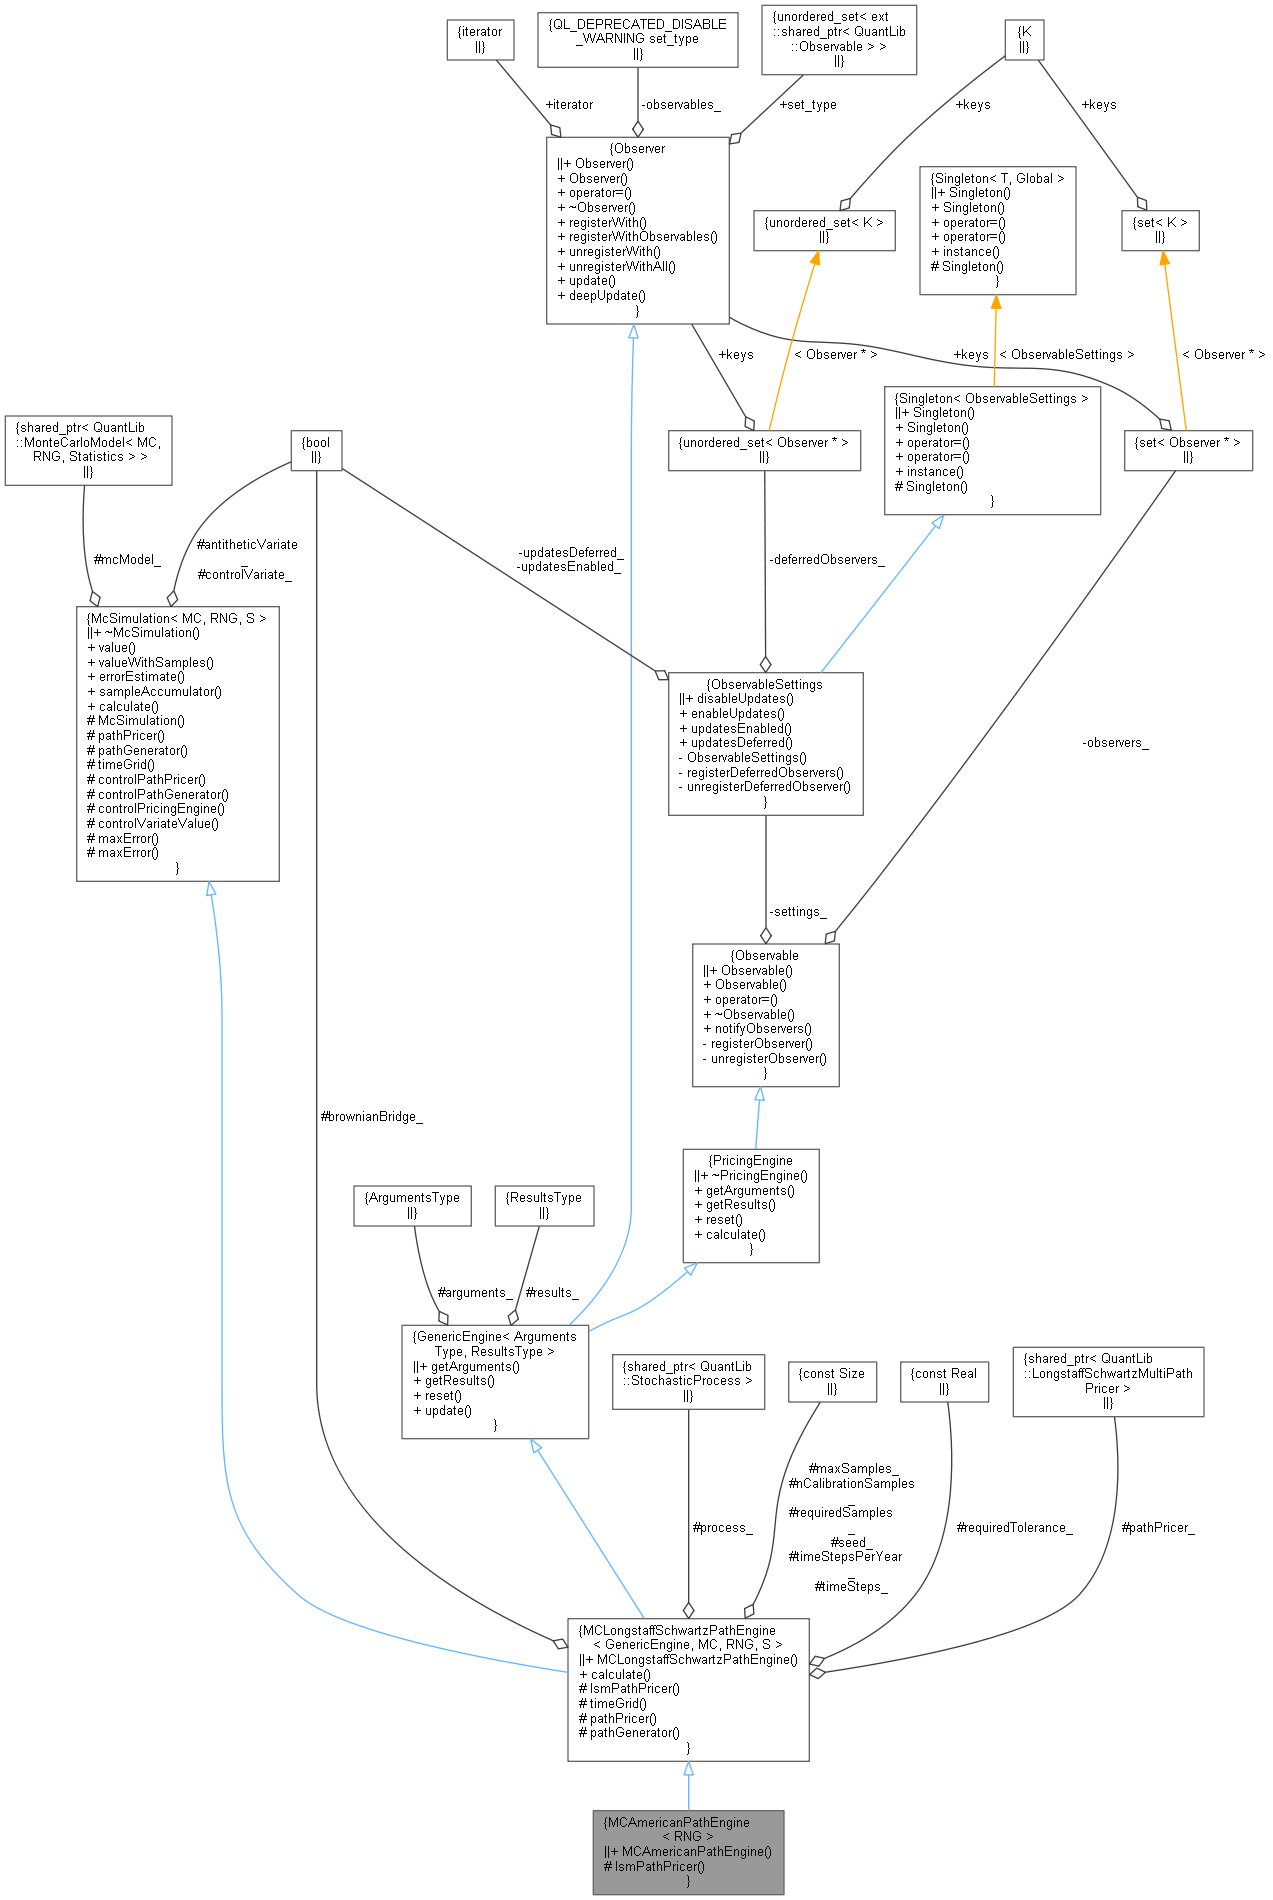 {iterator
||}
{QL_DEPRECATED_DISABLE
_WARNING set_type
||}
{unordered_set< ext
::shared_ptr< QuantLib
::Observable > >
||}
{K
||}
+iterator
-observables_
+set_type
+keys
+keys
{Observer
||+ Observer()
+ Observer()
+ operator=()
+ ~Observer()
+ registerWith()
+ registerWithObservables()
+ unregisterWith()
+ unregisterWithAll()
+ update()
+ deepUpdate()
}
{unordered_set< K >
||}
{Singleton< T, Global >
||+ Singleton()
+ Singleton()
+ operator=()
+ operator=()
+ instance()
# Singleton()
}
{set< K >
||}
+keys
< Observer * >
+keys
< ObservableSettings >
< Observer * >
{shared_ptr< QuantLib
::MonteCarloModel< MC,
RNG, Statistics > >
||}
{bool
||}
{unordered_set< Observer * >
||}
{Singleton< ObservableSettings >
||+ Singleton()
+ Singleton()
+ operator=()
+ operator=()
+ instance()
# Singleton()
}
{set< Observer * >
||}
#mcModel_
#antitheticVariate
_
#controlVariate_
-updatesDeferred_
-updatesEnabled_
-deferredObservers_
{McSimulation< MC, RNG, S >
||+ ~McSimulation()
+ value()
+ valueWithSamples()
+ errorEstimate()
+ sampleAccumulator()
+ calculate()
# McSimulation()
# pathPricer()
# pathGenerator()
# timeGrid()
# controlPathPricer()
# controlPathGenerator()
# controlPricingEngine()
# controlVariateValue()
# maxError()
# maxError()
}
{ObservableSettings
||+ disableUpdates()
+ enableUpdates()
+ updatesEnabled()
+ updatesDeferred()
- ObservableSettings()
- registerDeferredObservers()
- unregisterDeferredObserver()
}
-observers_
-settings_
{Observable
||+ Observable()
+ Observable()
+ operator=()
+ ~Observable()
+ notifyObservers()
- registerObserver()
- unregisterObserver()
}
#brownianBridge_
{PricingEngine
||+ ~PricingEngine()
+ getArguments()
+ getResults()
+ reset()
+ calculate()
}
{ArgumentsType
||}
{ResultsType
||}
#arguments_
#results_
{GenericEngine< Arguments
Type, ResultsType >
||+ getArguments()
+ getResults()
+ reset()
+ update()
}
{shared_ptr< QuantLib
::StochasticProcess >
||}
{const Size
||}
{const Real
||}
{shared_ptr< QuantLib
::LongstaffSchwartzMultiPath
Pricer >
||}
#process_
#maxSamples_
#nCalibrationSamples
_
#requiredSamples
_
#seed_
#timeStepsPerYear
_
#timeSteps_
#requiredTolerance_
#pathPricer_
{MCLongstaffSchwartzPathEngine
< GenericEngine, MC, RNG, S >
||+ MCLongstaffSchwartzPathEngine()
+ calculate()
# lsmPathPricer()
# timeGrid()
# pathPricer()
# pathGenerator()
}
{MCAmericanPathEngine
< RNG >
||+ MCAmericanPathEngine()
# lsmPathPricer()
}